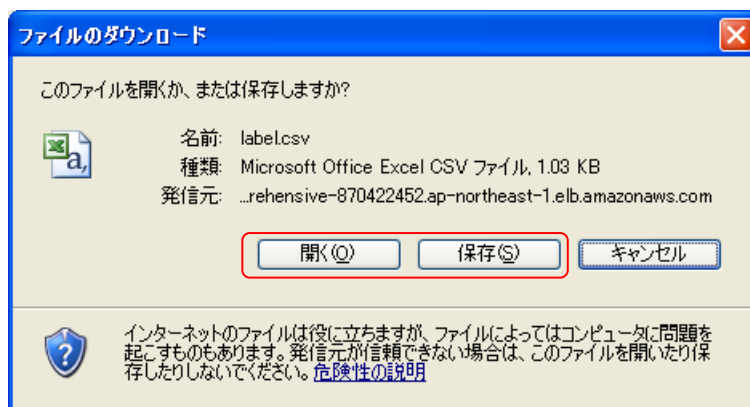 ファイルのダウンロード
このファイルを開くか、または保存しますか?
名前: label.csv
種類: Microsoft Office Excel CSV ファイル, 1.03 KB
発信元: ...rehensive-870422452.ap-northeast-1.elb.amazonaws.com
開く(O) 保存(S) キャンセル
インターネットのファイルは役に立ちますが、ファイルによってはコンピュータに問題を
起こすものもあります。発信元が信頼できない場合は、このファイルを開いたり保
存したりしないでください。危険性の説明